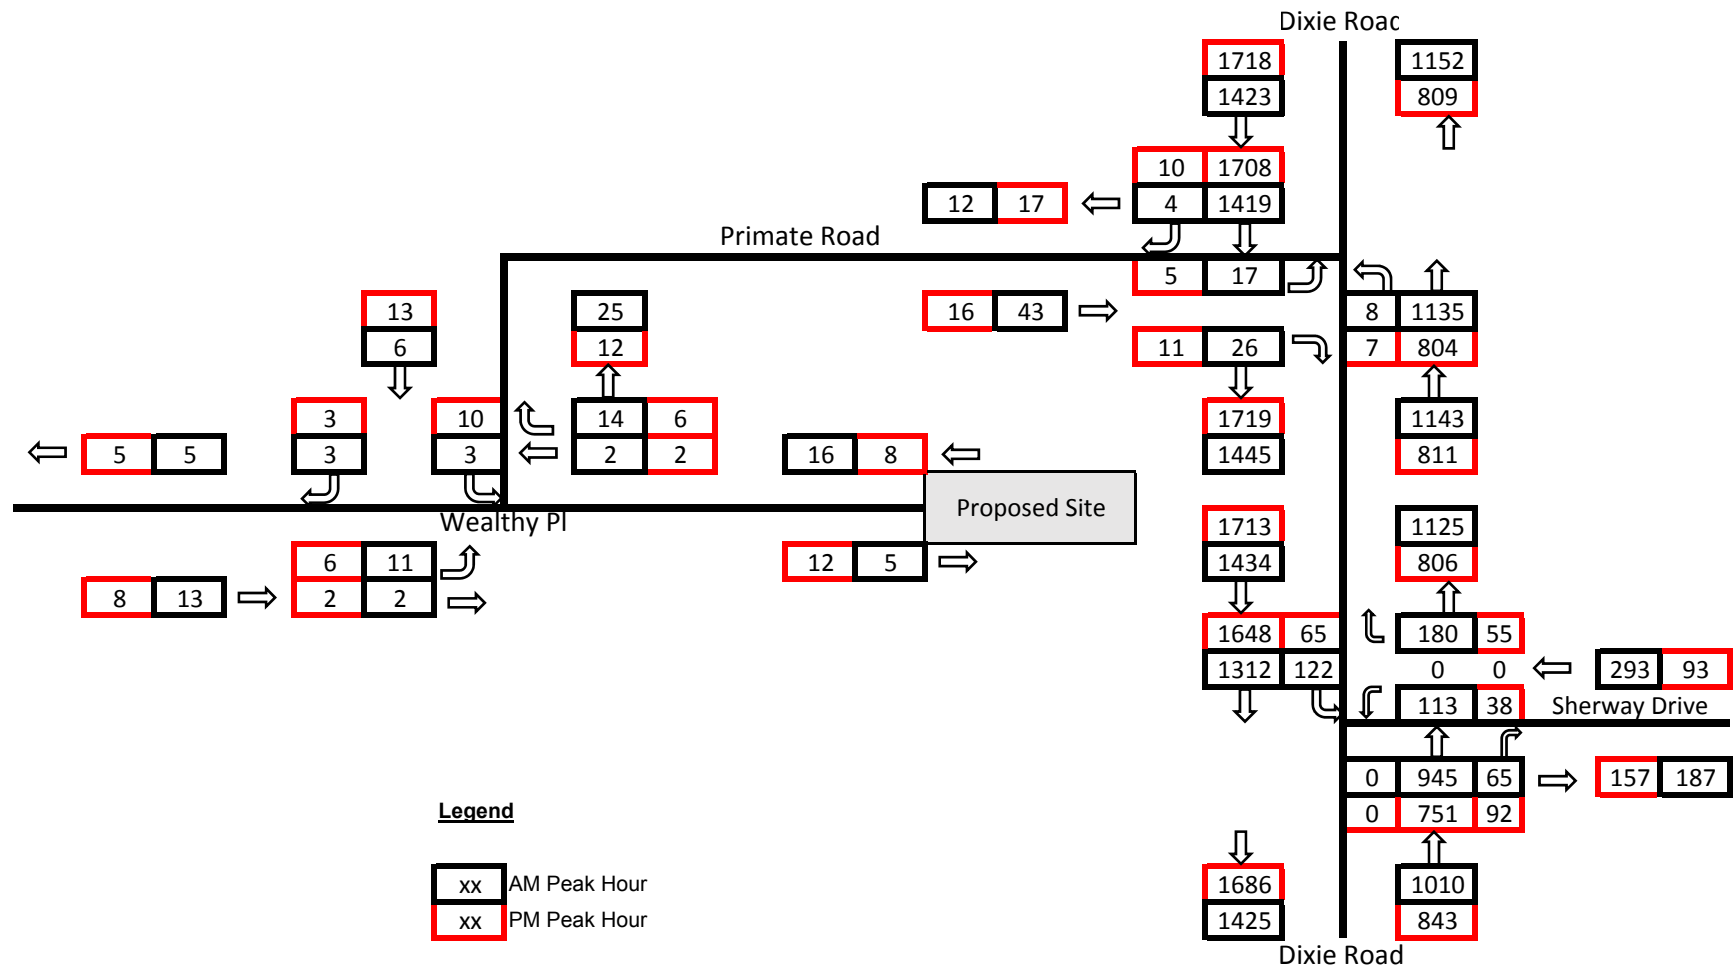 Dixie Road
1718 1152
1423 809
10 1708
12 17 4 1419
Primate Road
5 17
13 25 16 43 8 1135
6 12 11 26 7 804
3 10 14 6 1719 1143
5 5 3 3 2 2 16 8 1445 811
Proposed Site
Wealthy Pl
1713 1125
6 11 12 5 1434 806
8 13 2 2
1648 65 180 55
1312 122 0 0 293 93
113 38 Sherway Drive
0 945 65 157 187
0 751 92
Legend
xx AM Peak Hour 1686 1010
xx PM Peak Hour 1425 843
Dixie Road